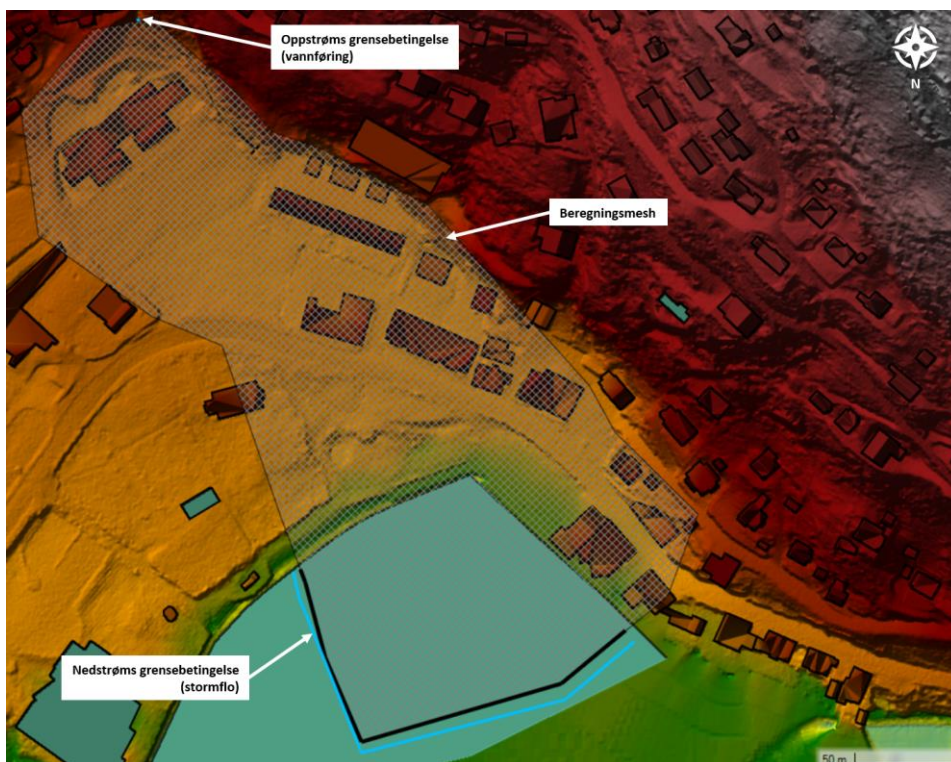 Oppstrøms grensebetingelse
(vannføring)
N
Beregningsmesh
Nedstrøms grensebetingelse
(stormflo)
50 m